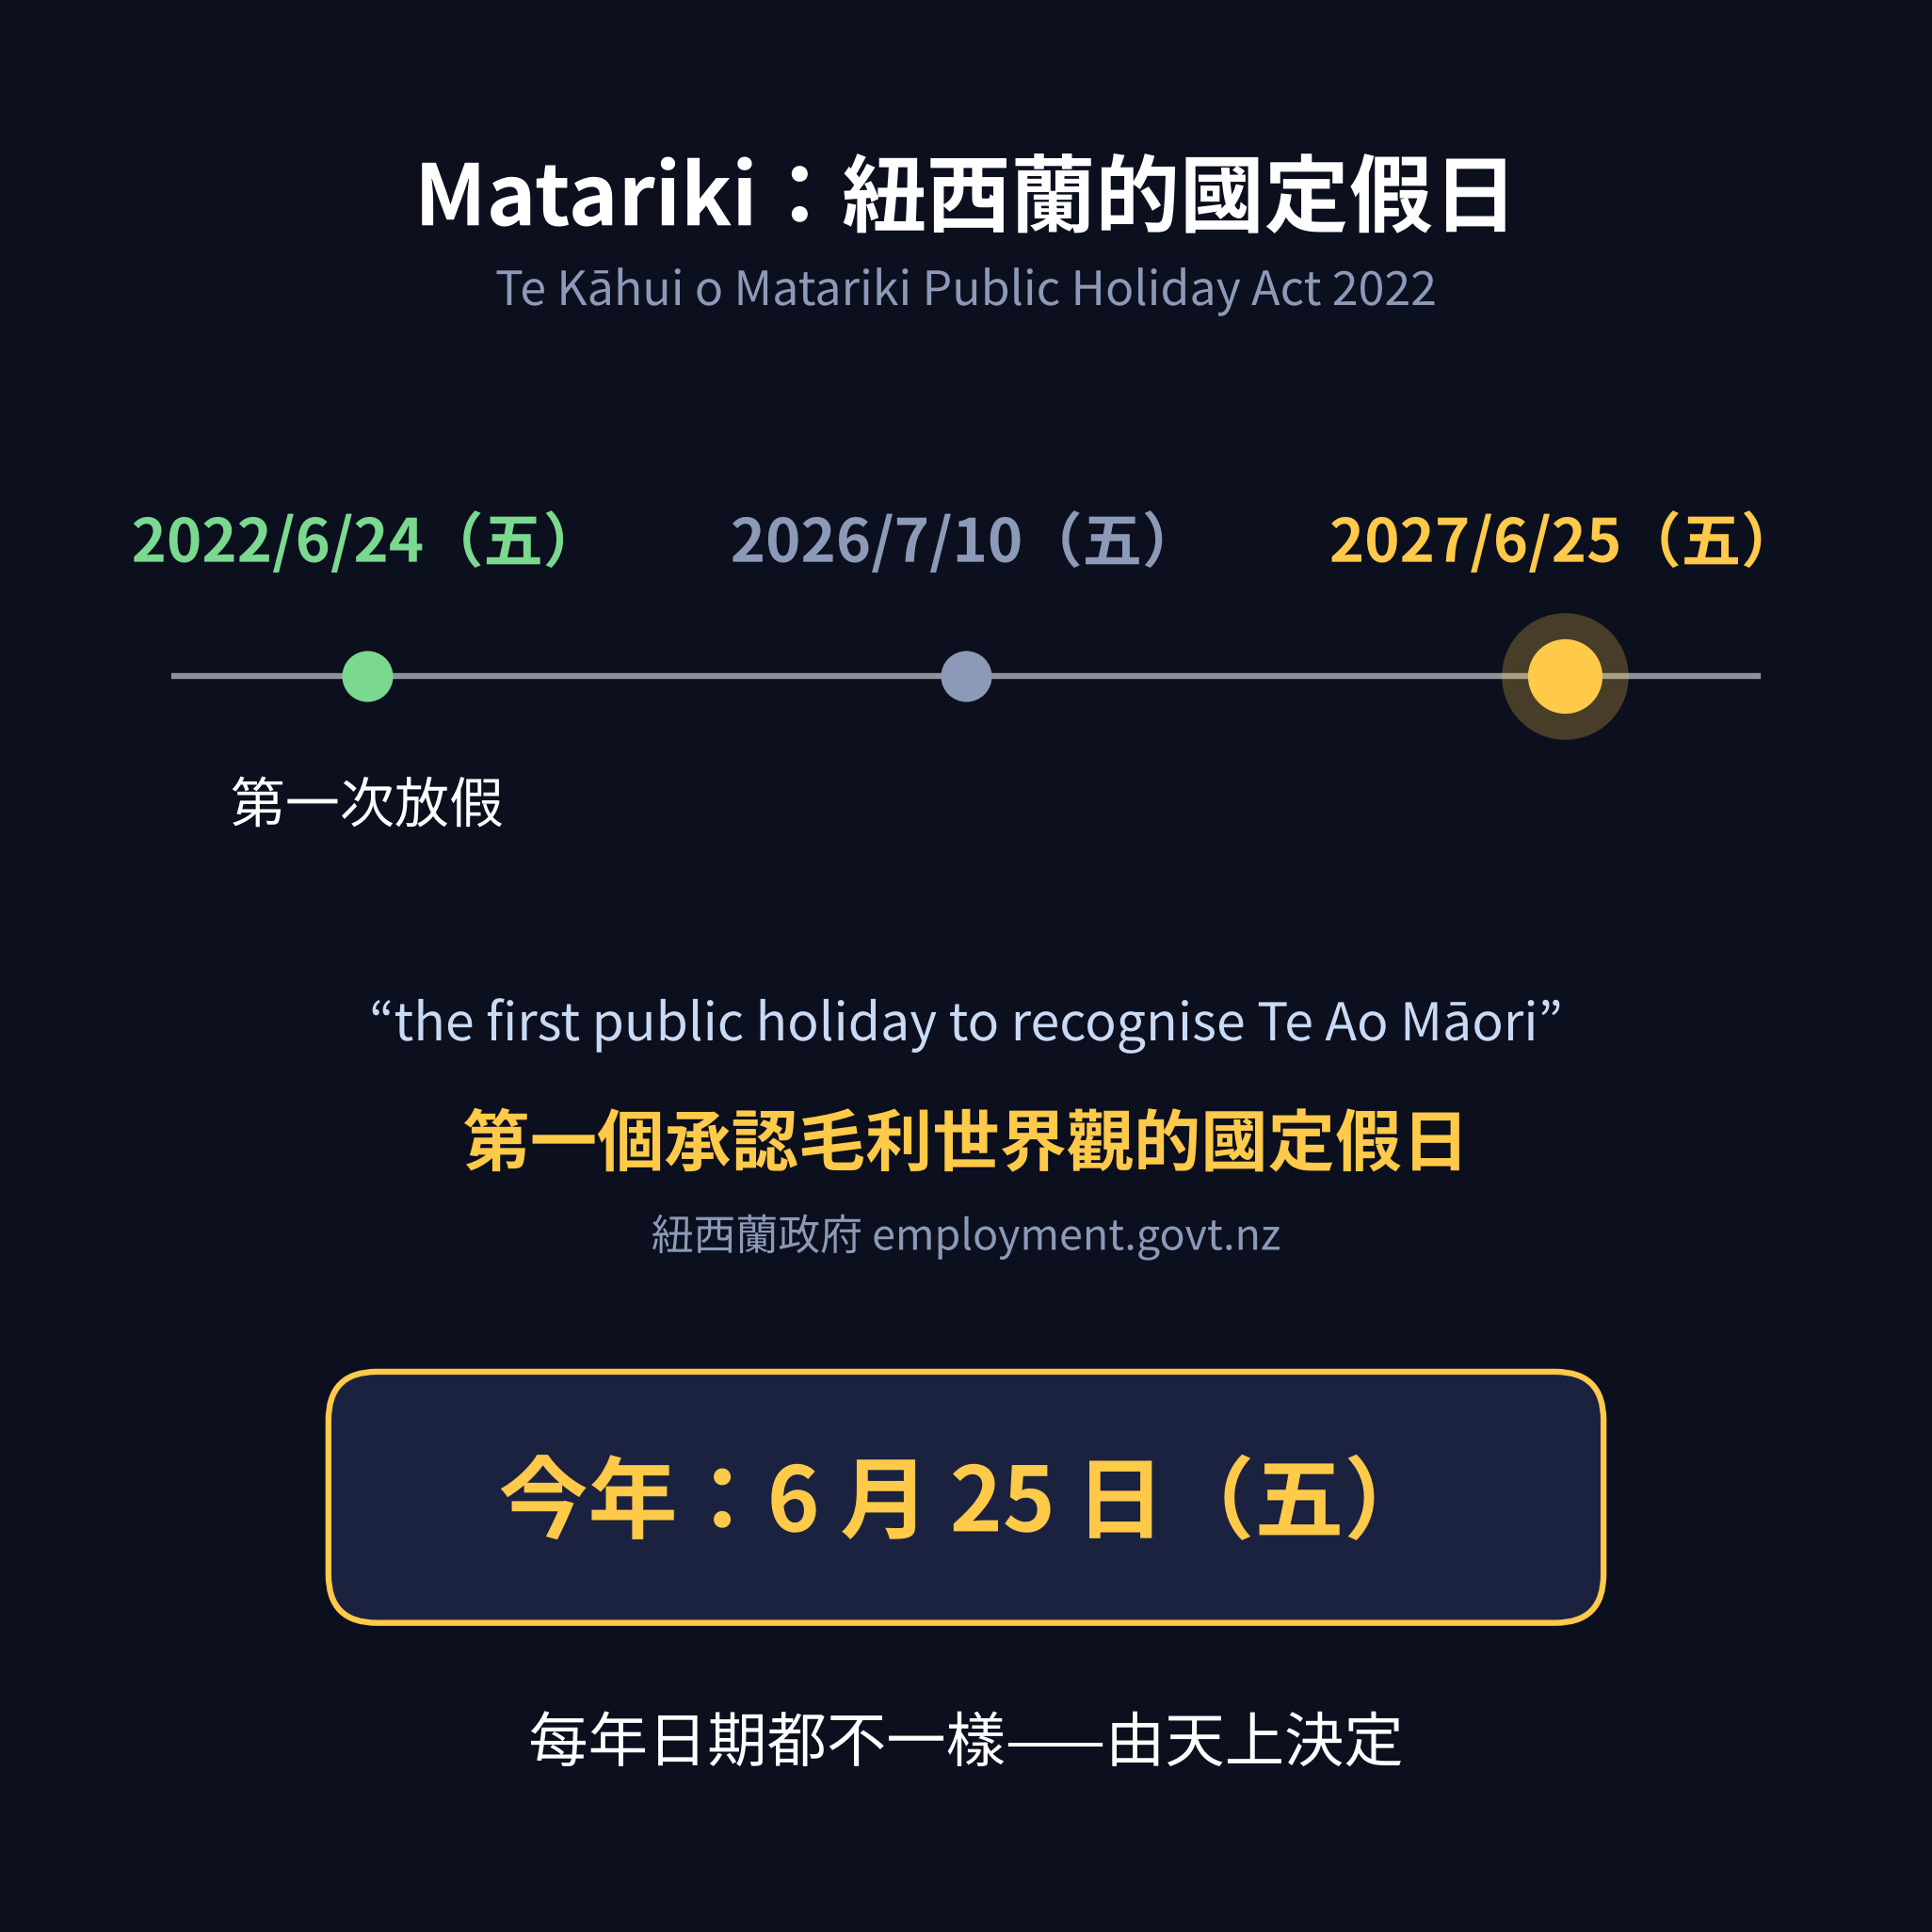 Matariki：紐西蘭的國定假日
Te Kāhui o Matariki Public Holiday Act 2022
2022/6/24（五） 2026/7/10（五） 2027/6/25（五）
第一次放假
“the first public holiday to recognise Te Ao Māori”
第一個承認毛利世界觀的國定假日
紐西蘭政府 employment.govt.nz
今年：6 月 25 日（五）
每年日期都不一樣——由天上決定